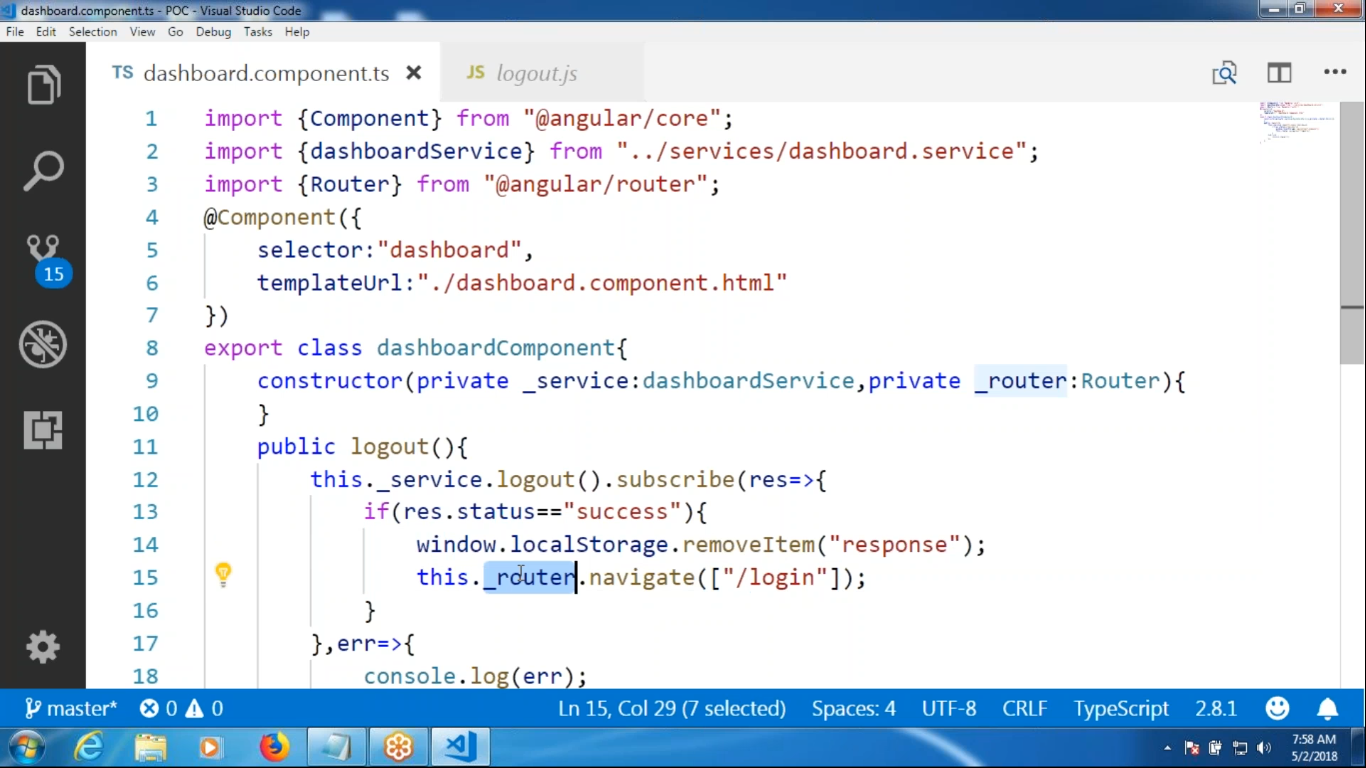 dashboard.component.ts - POC - Visual Studio Code
File Edit Selection View Go Debug Tasks Help
TS dashboard.component.ts JS logout.js
1 import {Component} from "@angular/core";
2 import {dashboardService} from "../services/dashboard.service";
3 import {Router} from "@angular/router";
4 @Component({
5 selector:"dashboard",
6 templateUrl:"./dashboard.component.html"
7 })
8 export class dashboardComponent{
9 constructor(private _service:dashboardService,private _router:Router){
10 }
11 public logout(){
12 this._service.logout().subscribe(res=>{
13 if(res.status=="success"){
14 window.localStorage.removeItem("response");
15 this._router.navigate(["/login"]);
16 }
17 },err=>{
18 console.log(err);
15
master* 0 0 Ln 15, Col 29 (7 selected) Spaces: 4 UTF-8 CRLF TypeScript 2.8.1
7:58 AM
5/2/2018